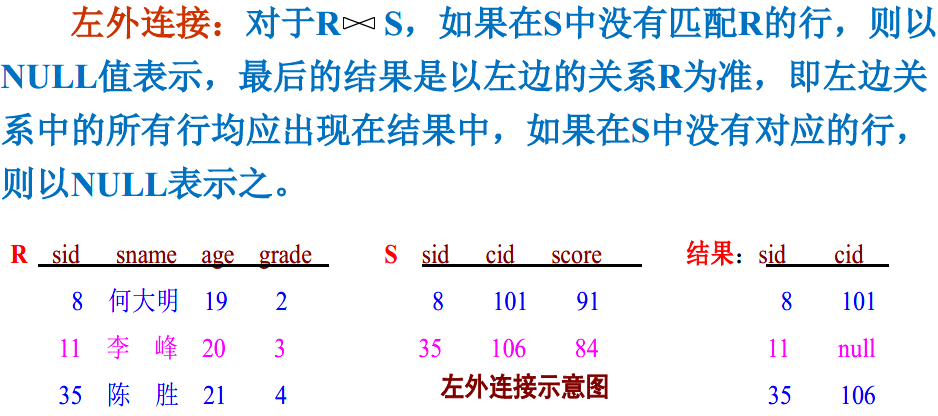 左外连接：对于R⋈S，如果在S中没有匹配R的行，则以
NULL值表示，最后的结果是以左边的关系R为准，即左边关
系中的所有行均应出现在结果中，如果在S中没有对应的行，
则以NULL表示之。
R sid sname age grade S sid cid score 结果：sid cid
8 何大明 19 2 8 101 91 8 101
11 李 峰 20 3 35 106 84 11 null
35 陈 胜 21 4 左外连接示意图 35 106